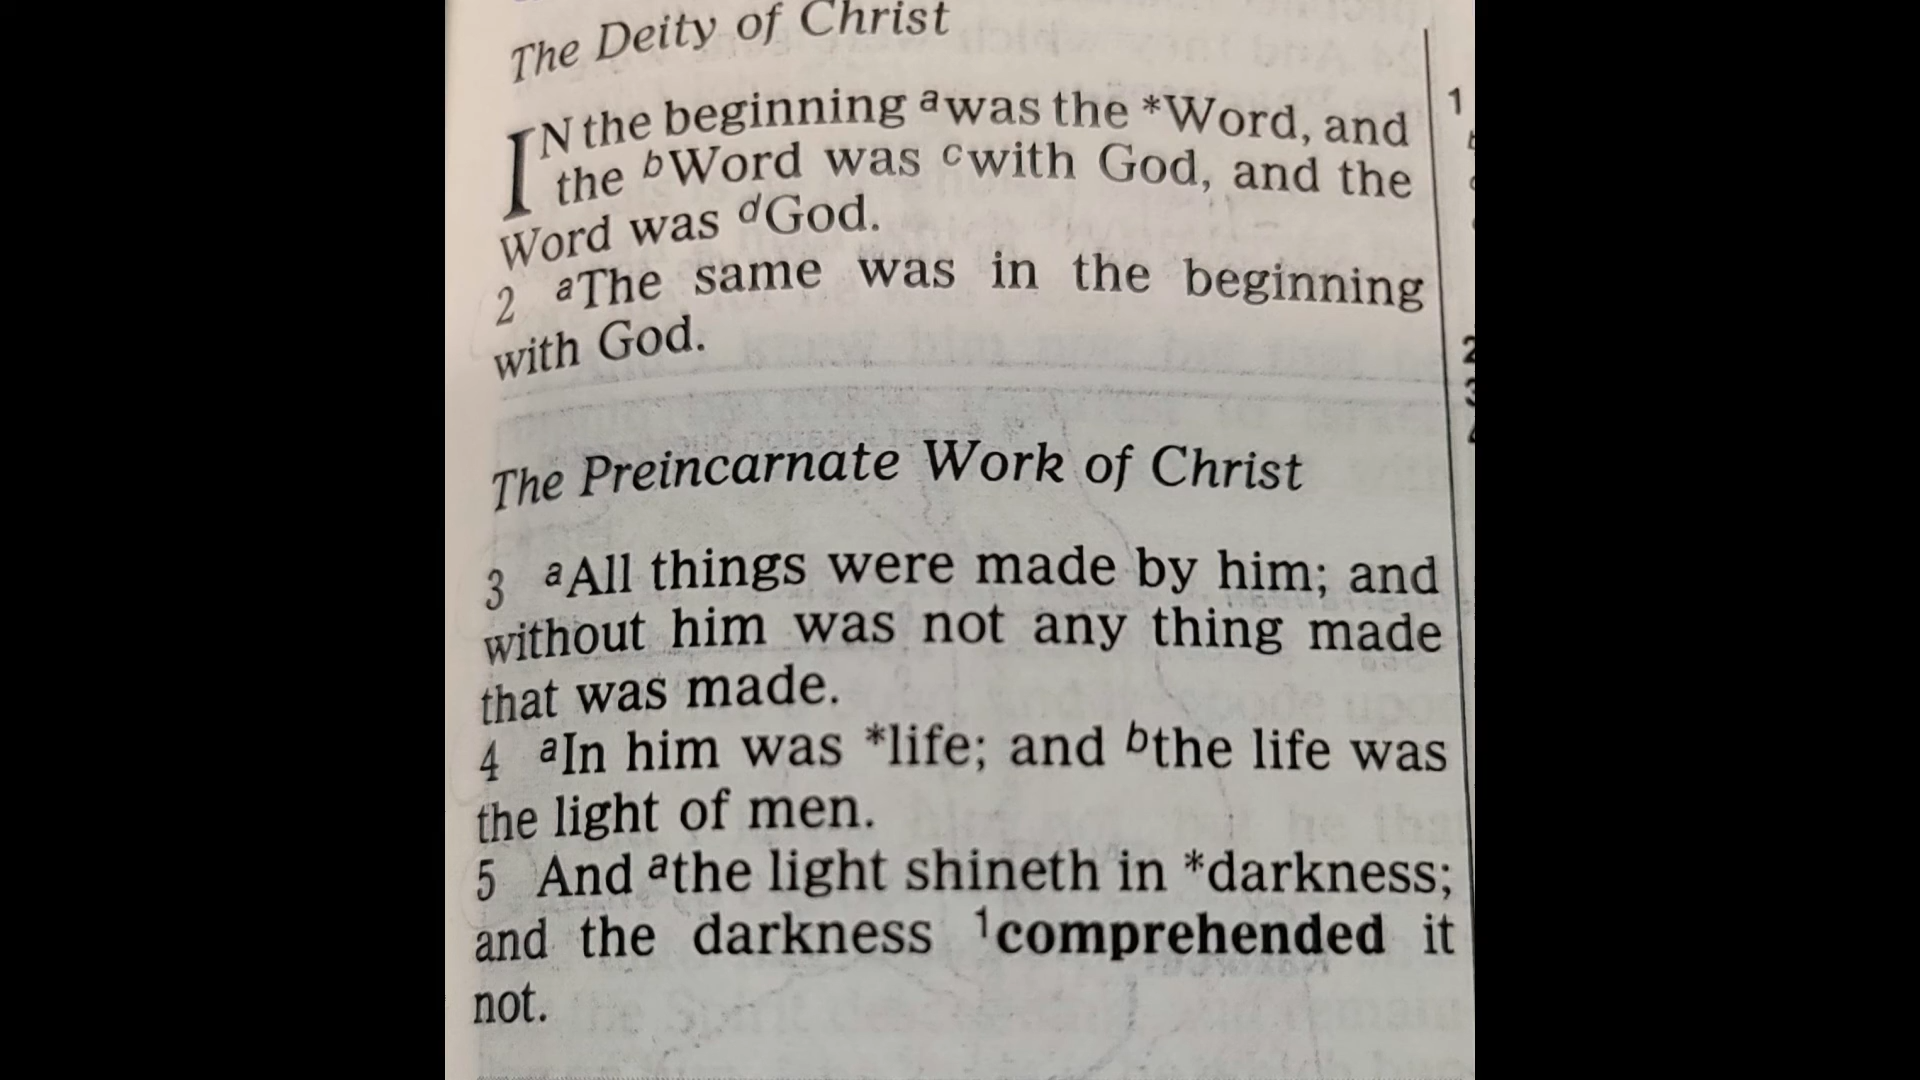 The Deity of Christ
IN the beginning ᵃwas the *Word, and
the ᵇWord was ᶜwith God, and the
Word was ᵈGod.
2 ᵃThe same was in the beginning
with God.
The Preincarnate Work of Christ
3 ᵃAll things were made by him; and
without him was not any thing made
that was made.
4 ᵃIn him was *life; and ᵇthe life was
the light of men.
5 And ᵃthe light shineth in *darkness;
and the darkness ¹comprehended it
not.
1
2
3